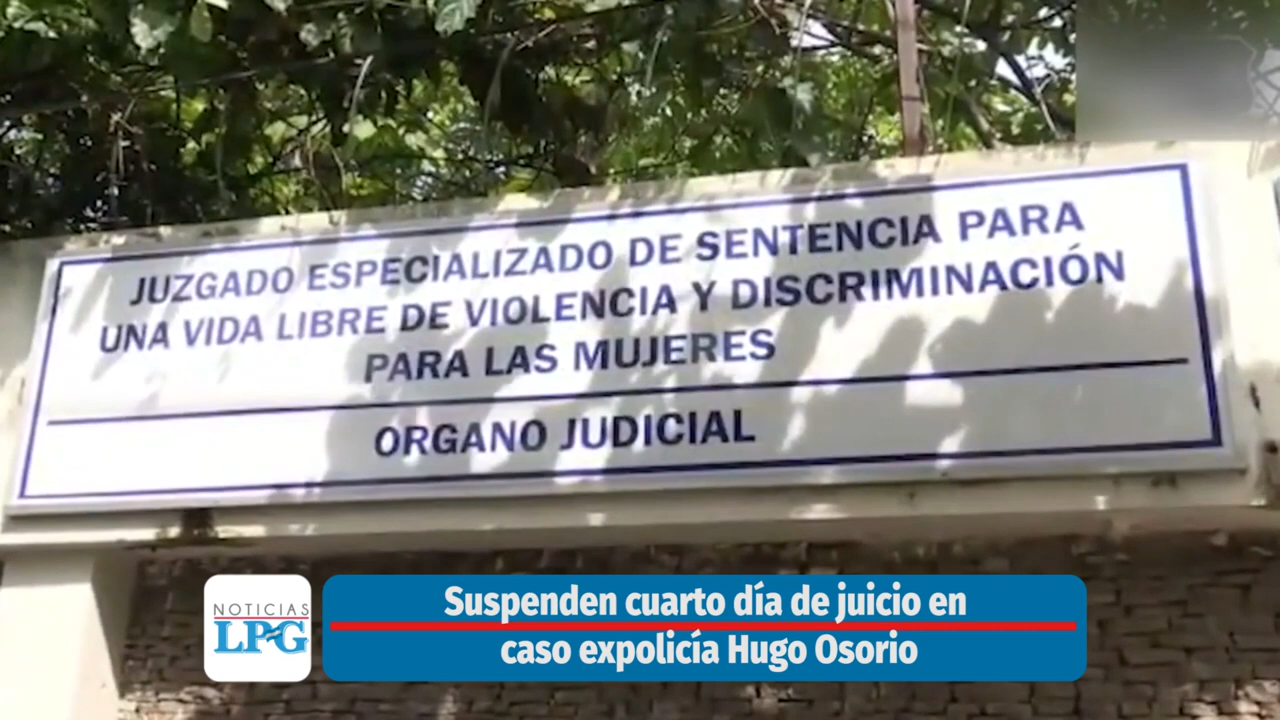 JUZGADO ESPECIALIZADO DE SENTENCIA PARA
UNA VIDA LIBRE DE VIOLENCIA Y DISCRIMINACIÓN
PARA LAS MUJERES
ORGANO JUDICIAL
NOTICIAS
LPG
Suspenden cuarto día de juicio en
caso expolicía Hugo Osorio